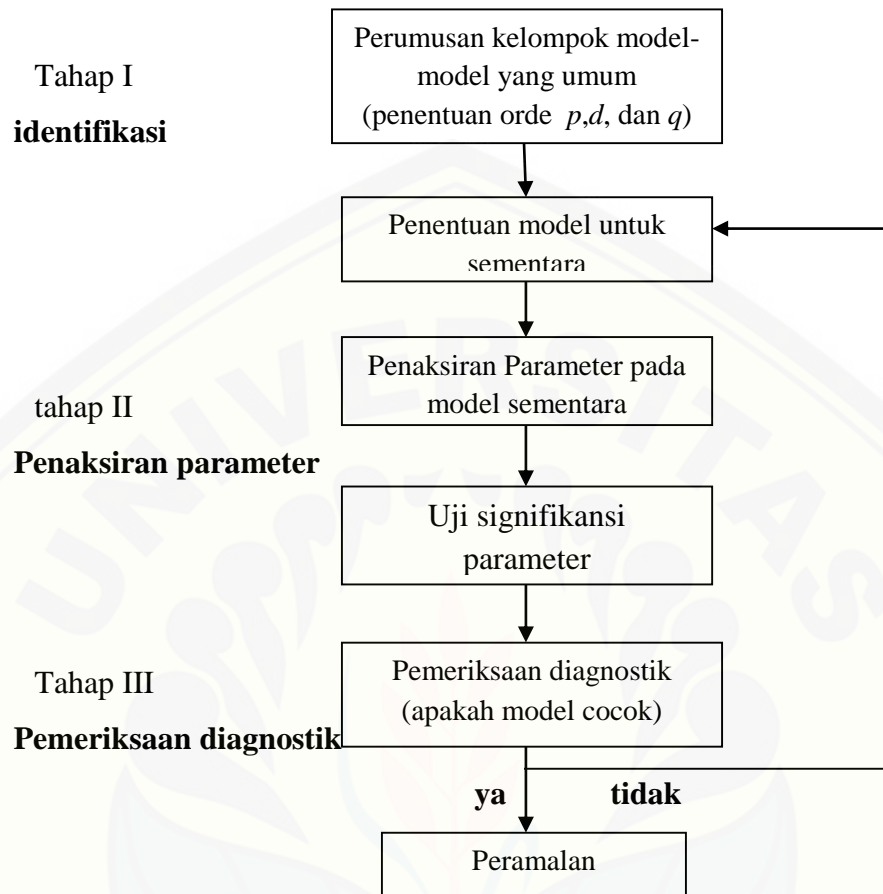 Perumusan kelompok model-
model yang umum
(penentuan orde p,d, dan q)
Tahap I
identifikasi
Penentuan model untuk
sementara
Penaksiran Parameter pada
model sementara
tahap II
Penaksiran parameter
Uji signifikansi
parameter
Pemeriksaan diagnostik
(apakah model cocok)
Tahap III
Pemeriksaan diagnostik
ya
tidak
Peramalan
UNIVERSITAS